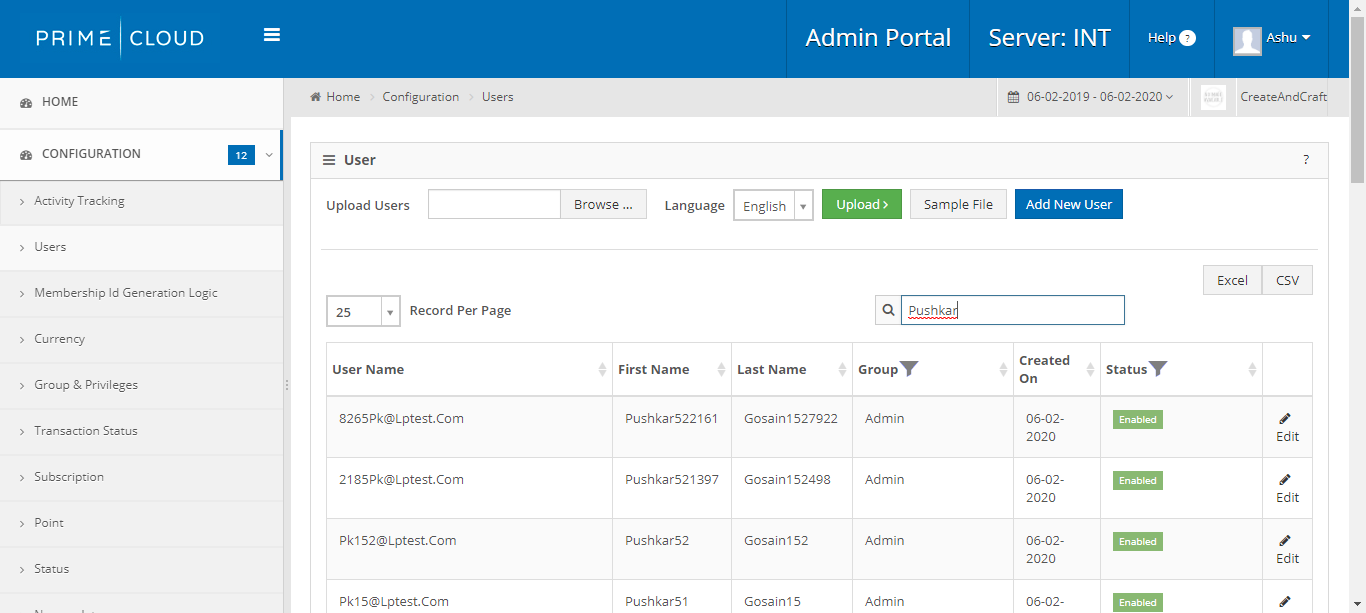 PRIME CLOUD
Admin Portal
Server: INT
Help ?
Ashu
HOME
CONFIGURATION 12
Activity Tracking
Users
Membership Id Generation Logic
Currency
Group & Privileges
Transaction Status
Subscription
Point
Status
Home > Configuration > Users
06-02-2019 - 06-02-2020
CreateAndCraft
User ?
Upload Users Browse ... Language English Upload > Sample File Add New User
Excel CSV
25 Record Per Page Pushkar
User Name First Name Last Name Group Created On Status
8265Pk@Lptest.Com Pushkar522161 Gosain1527922 Admin 06-02-2020 Enabled Edit
2185Pk@Lptest.Com Pushkar521397 Gosain152498 Admin 06-02-2020 Enabled Edit
Pk152@Lptest.Com Pushkar52 Gosain152 Admin 06-02-2020 Enabled Edit
Pk15@Lptest.Com Pushkar51 Gosain15 Admin 06-02- Enabled